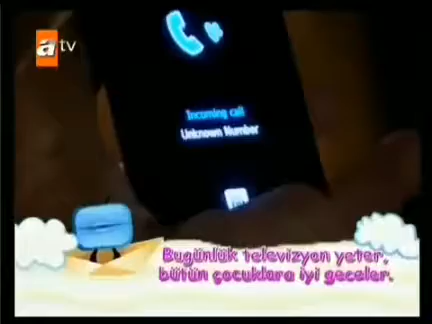 atv
Incoming call
Unknown Number
Bugünlük televizyon yeter,
bütün çocuklara iyi geceler.